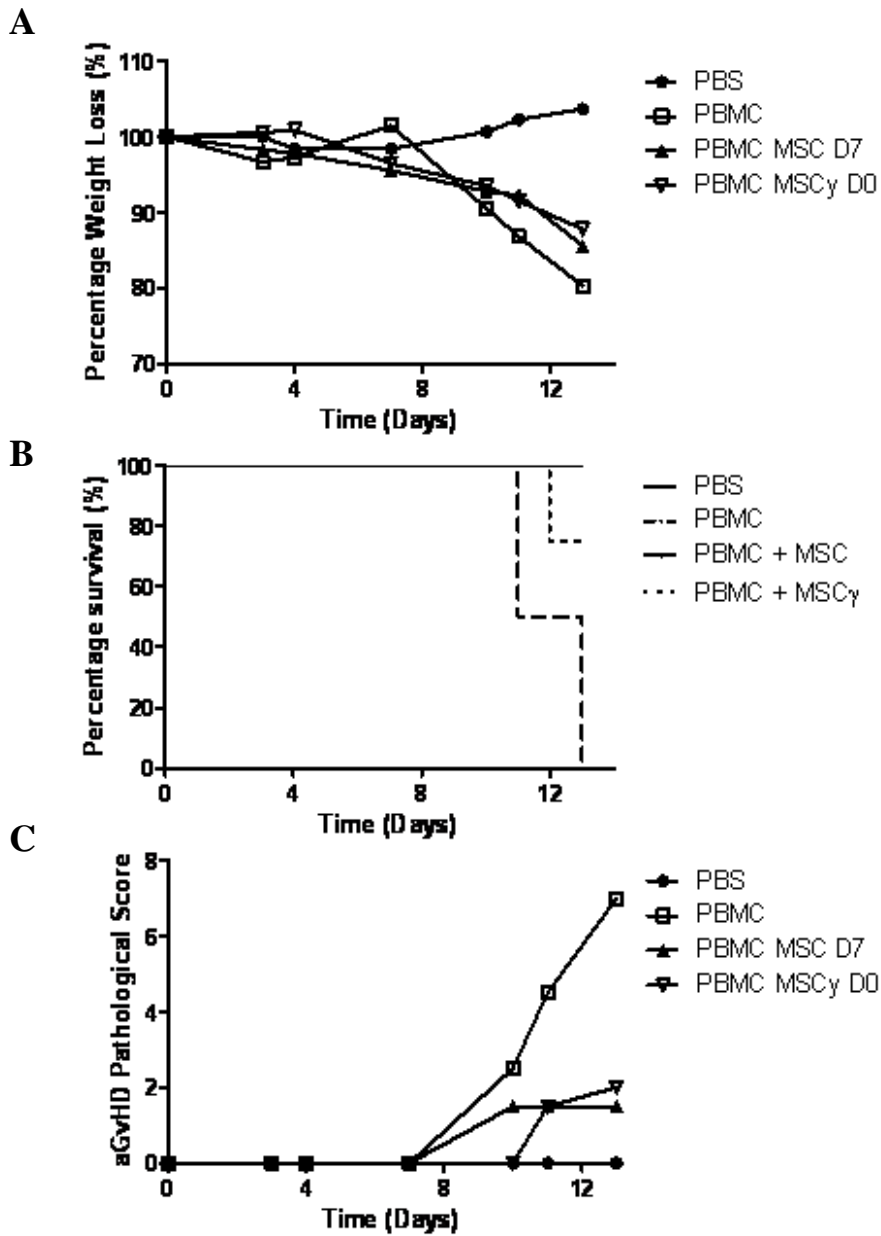 A
Percentage Weight Loss (%)
110
100
90
80
70
0
4
8
12
Time (Days)
PBS
PBMC
PBMC MSC D7
PBMC MSCγ D0
B
Percentage survival (%)
100
80
60
40
20
0
0
4
8
12
Time (Days)
PBS
PBMC
PBMC + MSC
PBMC + MSCγ
C
aGvHD Pathological Score
8
6
4
2
0
0
4
8
12
Time (Days)
PBS
PBMC
PBMC MSC D7
PBMC MSCγ D0